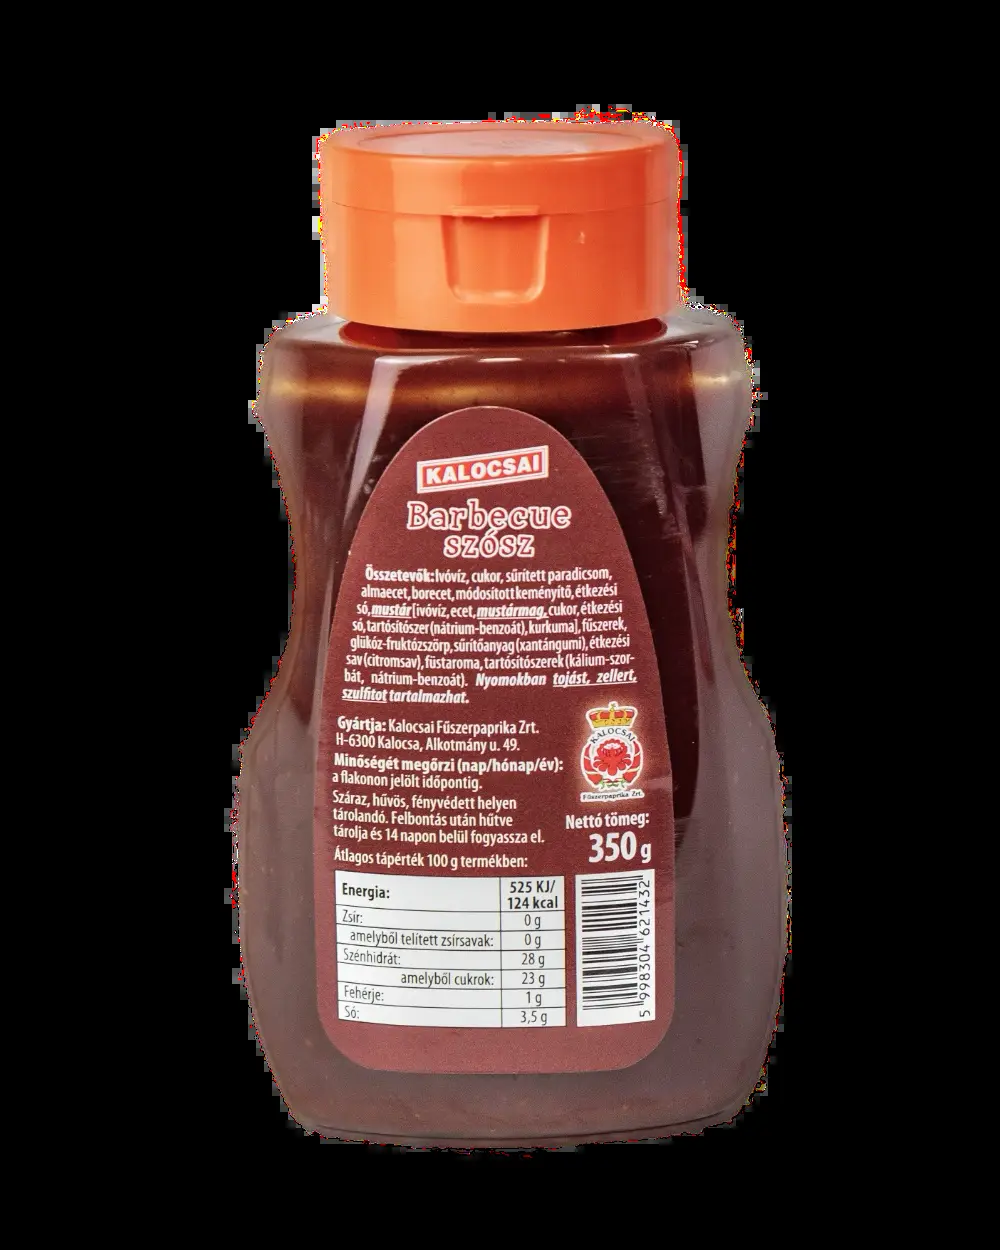 KALOCSAI
Barbecue
szósz
Összetevők: Ivóvíz, cukor, sűrített paradicsom,
almaecet, borecet, módosított keményítő, étkezési
só, mustár [ivóvíz, ecet, mustármag, cukor, étkezési
só, tartósítószer (nátrium-benzoát), kurkuma], fűszerek,
glükóz-fruktózszörp, sűrítőanyag (xantángumi), étkezési
sav (citromsav), füstaroma, tartósítószerek (kálium-szor-
bát, nátrium-benzoát). Nyomokban tojást, zellert,
szulfitot tartalmazhat.
Gyártja: Kalocsai Fűszerpaprika Zrt.
H-6300 Kalocsa, Alkotmány u. 49.
Minőségét megőrzi (nap/hónap/év):
a flakonon jelölt időpontig.
Száraz, hűvös, fényvédett helyen
tárolandó. Felbontás után hűtve
tárolja és 14 napon belül fogyassza el.
KALOCSAI
Fűszerpaprika Zrt.
Nettó tömeg:
350 g
Átlagos tápérték 100 g termékben:
Energia: 525 KJ/
124 kcal
Zsír: 0 g
amelyből telített zsírsavak: 0 g
Szénhidrát: 28 g
amelyből cukrok: 23 g
Fehérje: 1 g
Só: 3,5 g
5 998304 621432